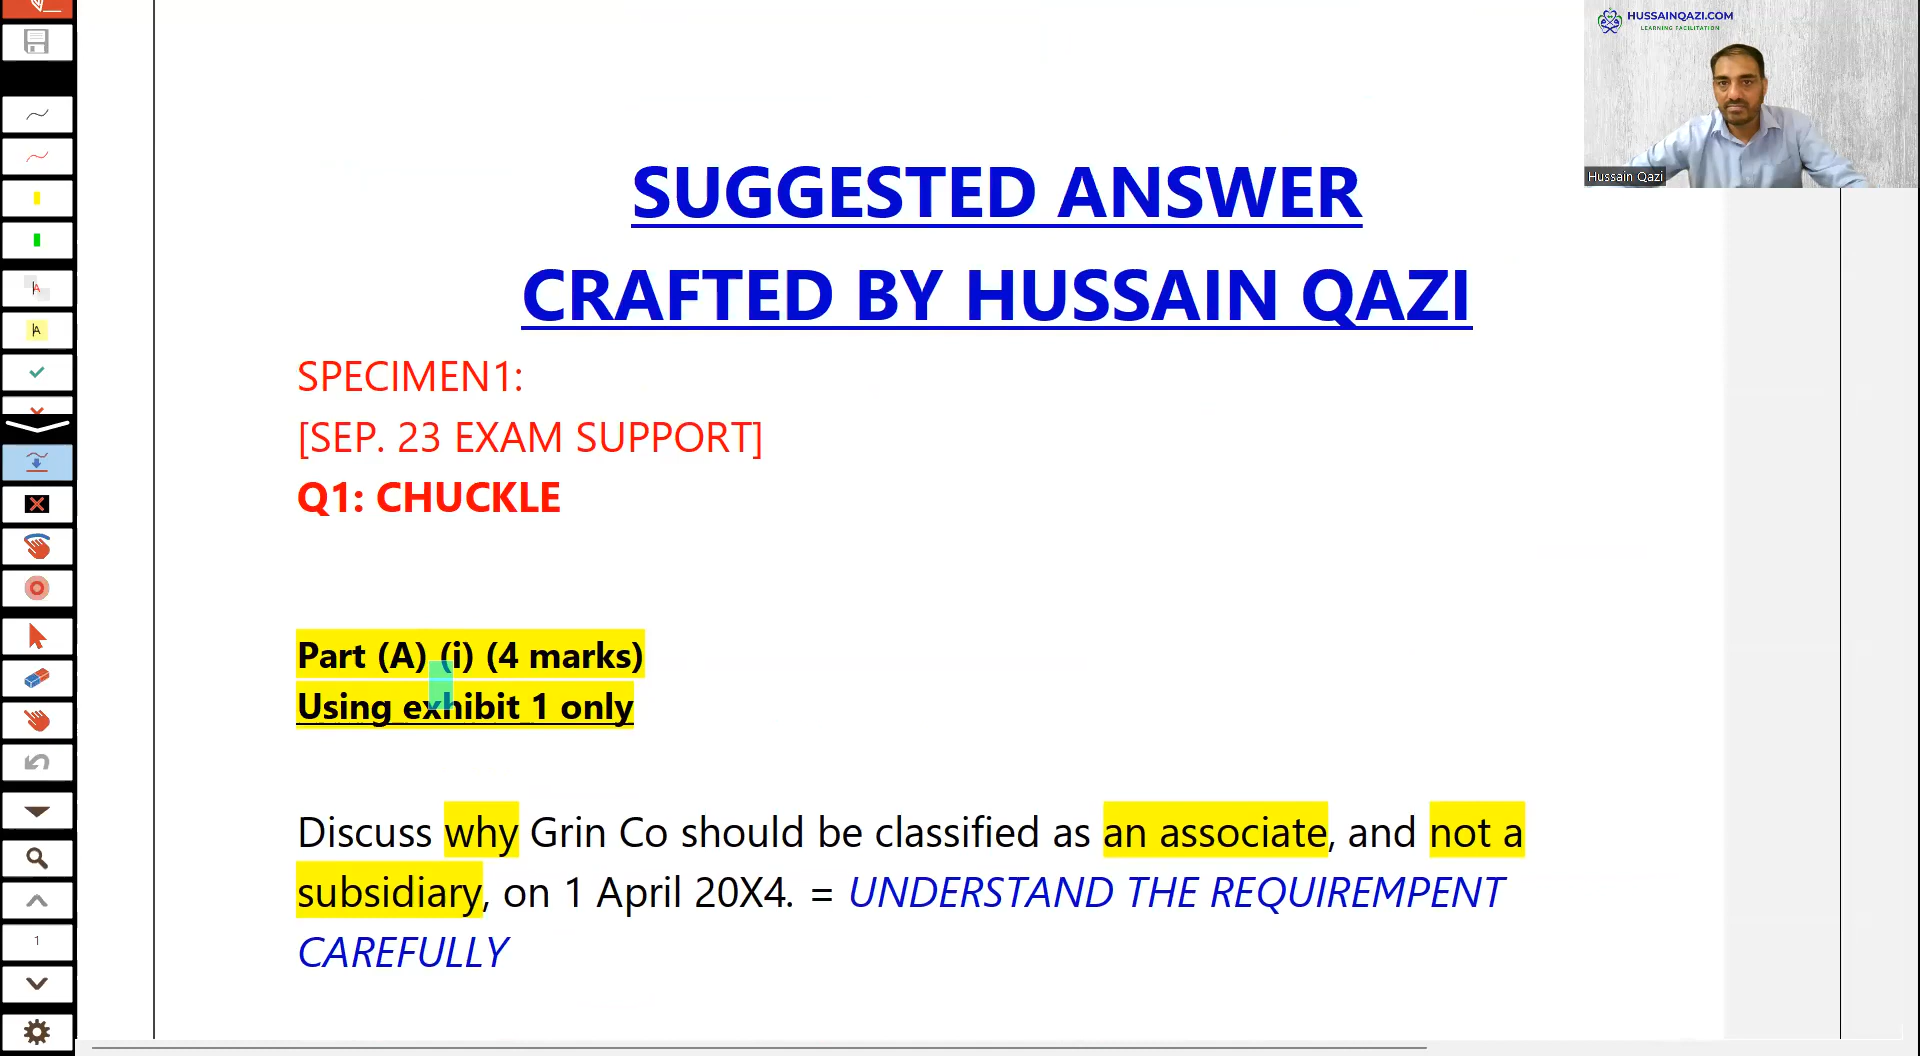 HUSSAINQAZI.COM
LEARNING FACILITATION
Hussain Qazi
SUGGESTED ANSWER
CRAFTED BY HUSSAIN QAZI
SPECIMEN1:
[SEP. 23 EXAM SUPPORT]
Q1: CHUCKLE
Part (A) (i) (4 marks)
Using exhibit 1 only
Discuss why Grin Co should be classified as an associate, and not a
subsidiary, on 1 April 20X4. = UNDERSTAND THE REQUIREMPENT
CAREFULLY
A
A
1